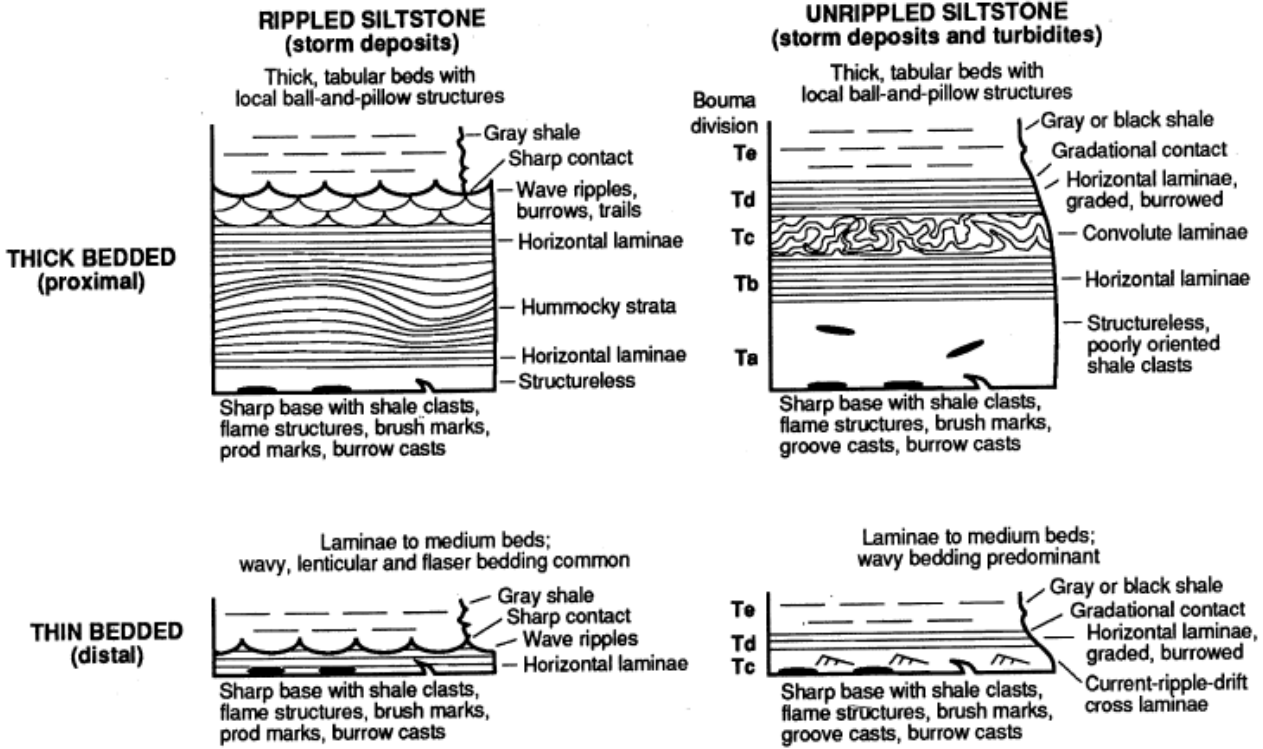 RIPPLED SILTSTONE
(storm deposits)
Thick, tabular beds with
local ball-and-pillow structures
Gray shale
Sharp contact
Wave ripples,
burrows, trails
Horizontal laminae
Hummocky strata
Horizontal laminae
Structureless
Sharp base with shale clasts,
flame structures, brush marks,
prod marks, burrow casts
UNRIPPLED SILTSTONE
(storm deposits and turbidites)
Thick, tabular beds with
local ball-and-pillow structures
Bouma
division
Te
Td
Tc
Tb
Ta
Gray or black shale
Gradational contact
Horizontal laminae,
graded, burrowed
Convolute laminae
Horizontal laminae
Structureless,
poorly oriented
shale clasts
Sharp base with shale clasts,
flame structures, brush marks,
groove casts, burrow casts
THICK BEDDED
(proximal)
THIN BEDDED
(distal)
Laminae to medium beds;
wavy, lenticular and flaser bedding common
Gray shale
Sharp contact
Wave ripples
Horizontal laminae
Sharp base with shale clasts,
flame structures, brush marks,
prod marks, burrow casts
Laminae to medium beds;
wavy bedding predominant
Te
Td
Tc
Gray or black shale
Gradational contact
Horizontal laminae,
graded, burrowed
Current-ripple-drift
cross laminae
Sharp base with shale clasts,
flame structures, brush marks,
groove casts, burrow casts